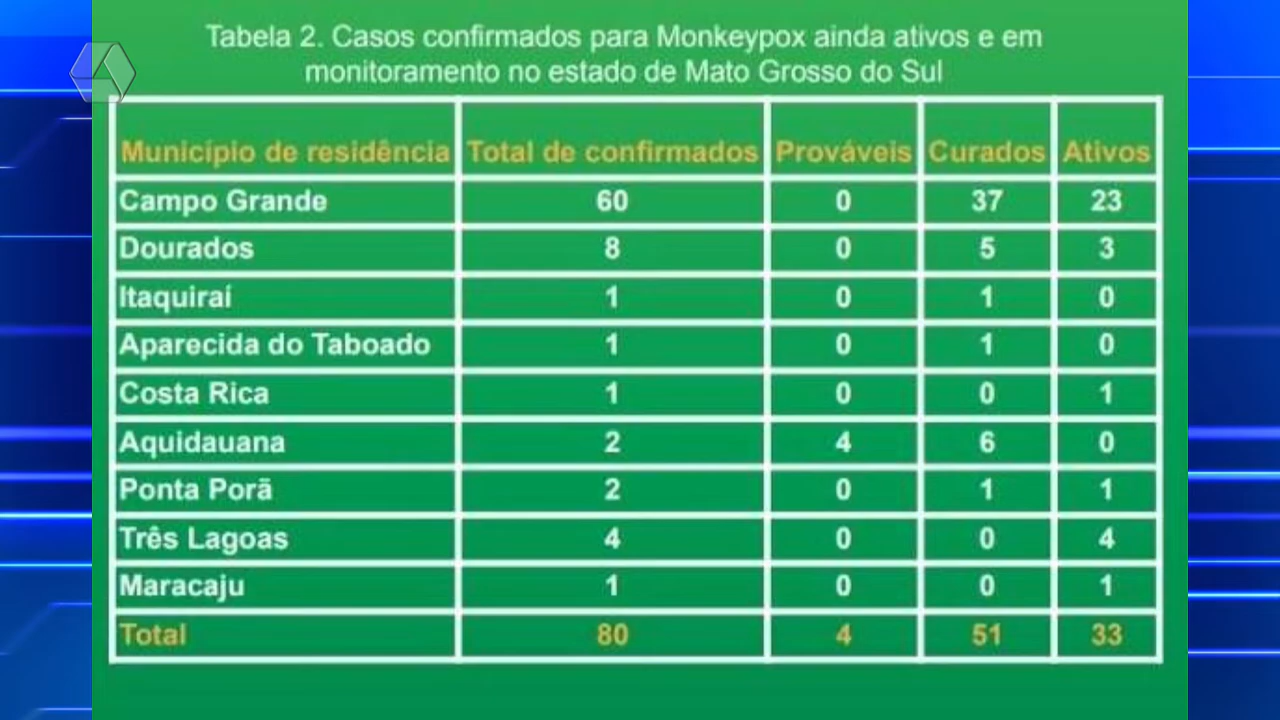 Tabela 2. Casos confirmados para Monkeypox ainda ativos e em
monitoramento no estado de Mato Grosso do Sul
Município de residência Total de confirmados Prováveis Curados Ativos
Campo Grande 60 0 37 23
Dourados 8 0 5 3
Itaquiraí 1 0 1 0
Aparecida do Taboado 1 0 1 0
Costa Rica 1 0 0 1
Aquidauana 2 4 6 0
Ponta Porã 2 0 1 1
Três Lagoas 4 0 0 4
Maracaju 1 0 0 1
Total 80 4 51 33